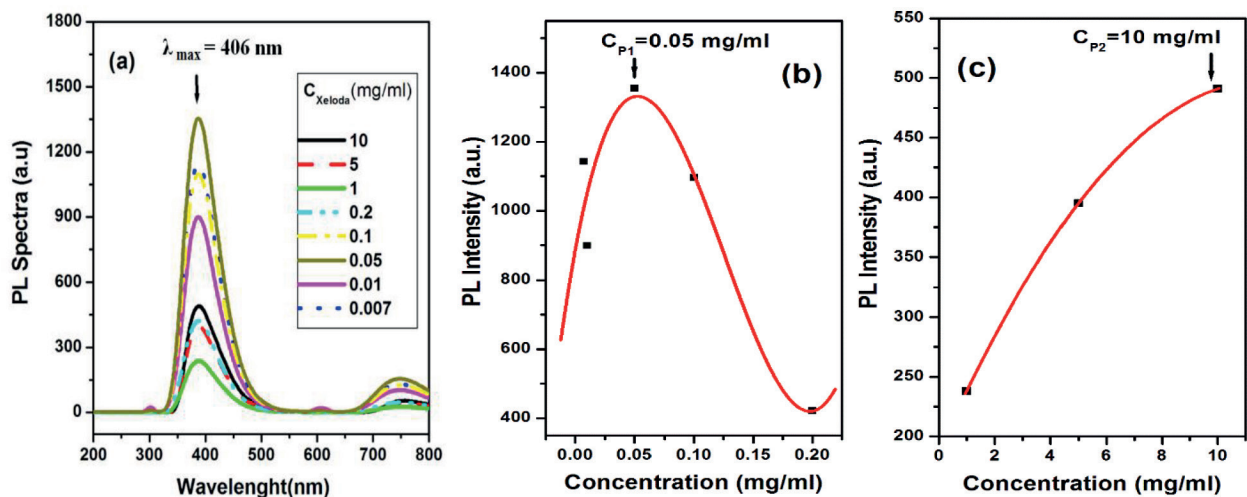 (a)
λ max = 406 nm
C Xeloda (mg/ml)
10
5
1
0.2
0.1
0.05
0.01
0.007
PL Spectra (a.u)
1800
1500
1200
900
600
300
0
200 300 400 500 600 700 800
Wavelenght(nm)
(b)
C P1=0.05 mg/ml
PL Intensity (a.u.)
1400
1200
1000
800
600
400
0.00 0.05 0.10 0.15 0.20
Concentration (mg/ml)
(c)
C P2=10 mg/ml
PL Intensity (a.u.)
550
500
450
400
350
300
250
200
0 2 4 6 8 10
Concentration (mg/ml)